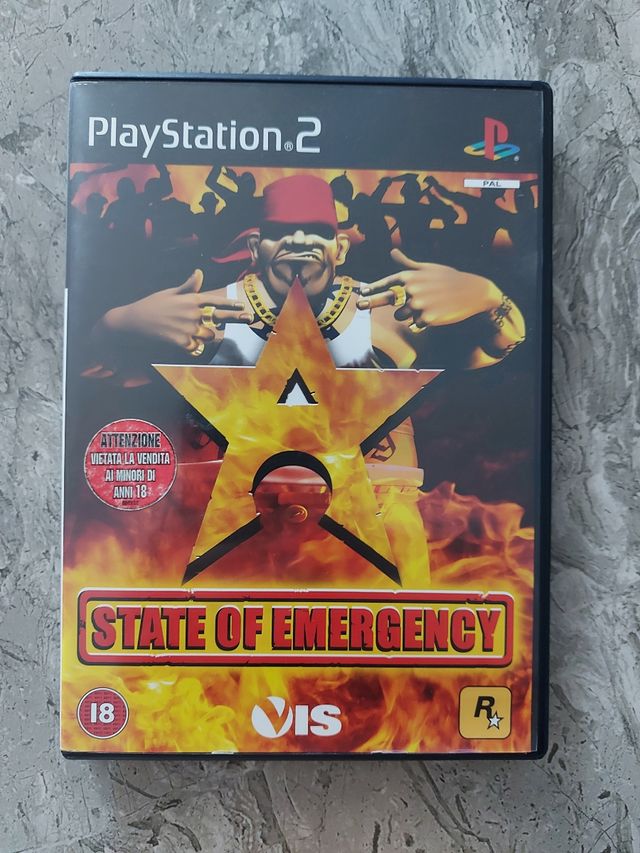 PlayStation®2
PAL
ATTENZIONE
VIETATA LA VENDITA
AI MINORI DI
ANNI 18
STATE OF EMERGENCY
18
VIS
R